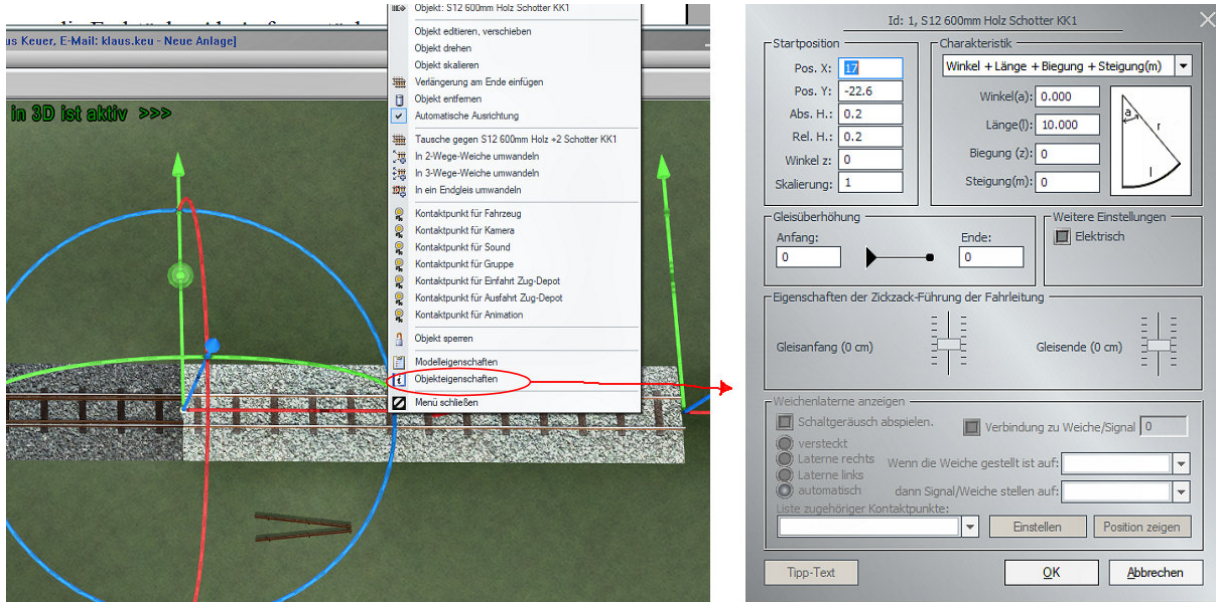 us Keuer, E-Mail: klaus.keu - Neue Anlage]
in 3D ist aktiv >>>
Objekt: S12 600mm Holz Schotter KK1
Objekt editieren, verschieben
Objekt drehen
Objekt skalieren
Verlängerung am Ende einfügen
Objekt entfernen
Automatische Ausrichtung
Tausche gegen S12 600mm Holz +2 Schotter KK1
In 2-Wege-Weiche umwandeln
In 3-Wege-Weiche umwandeln
In ein Endgleis umwandeln
Kontaktpunkt für Fahrzeug
Kontaktpunkt für Kamera
Kontaktpunkt für Sound
Kontaktpunkt für Gruppe
Kontaktpunkt für Einfahrt Zug-Depot
Kontaktpunkt für Ausfahrt Zug-Depot
Kontaktpunkt für Animation
Objekt sperren
Modelleigenschaften
Objekteigenschaften
Menü schließen
Id: 1, S12 600mm Holz Schotter KK1
Startposition
Pos. X: 17
Pos. Y: -22.6
Abs. H.: 0.2
Rel. H.: 0.2
Winkel z: 0
Skalierung: 1
Charakteristik
Winkel + Länge + Biegung + Steigung(m)
Winkel(a): 0.000
Länge(l): 10.000
Biegung (z): 0
Steigung(m): 0
a
r
l
Gleisüberhöhung
Anfang:
0
Ende:
0
Weitere Einstellungen
Elektrisch
Eigenschaften der Zickzack-Führung der Fahrleitung
Gleisanfang (0 cm)
Gleisende (0 cm)
Weichenlaterne anzeigen
Schaltgeräusch abspielen.
Verbindung zu Weiche/Signal 0
versteckt
Laterne rechts
Laterne links
automatisch
Wenn die Weiche gestellt ist auf:
dann Signal/Weiche stellen auf:
Liste zugehöriger Kontaktpunkte:
Einstellen
Position zeigen
Tipp-Text
OK
Abbrechen